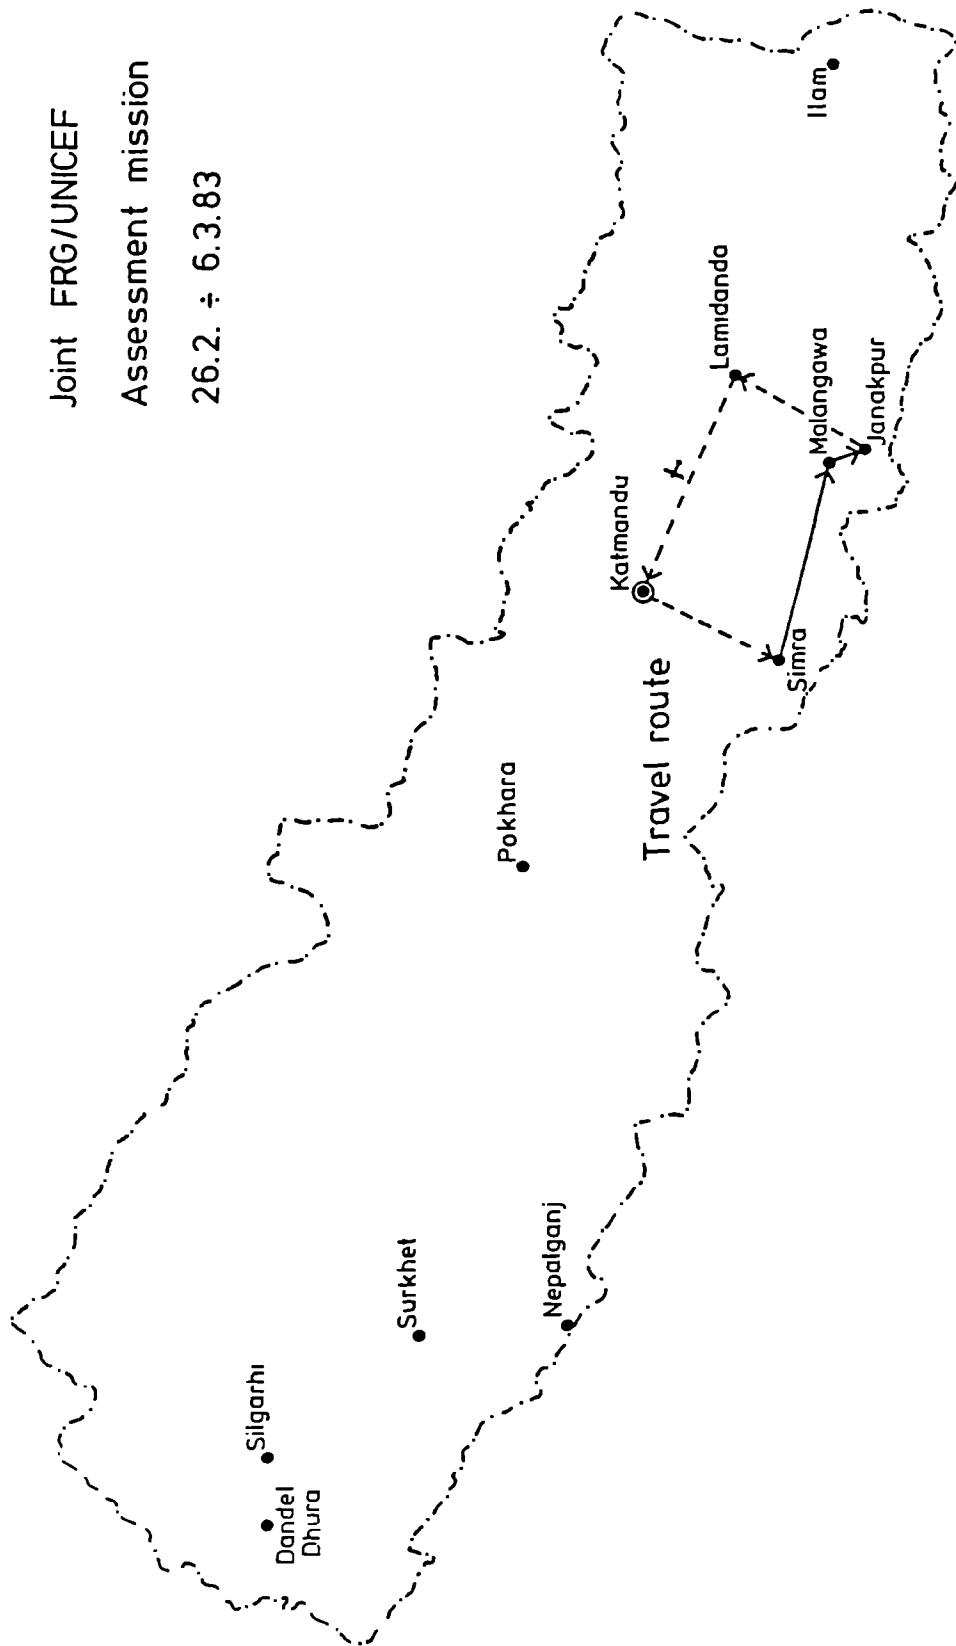 Joint FRG/UNICEF
Assessment mission
26.2. ÷ 6.3.83
Silgarhi
Dandel
Dhura
Surkhet
Nepalganj
Pokhara
Katmandu
Travel route
Simra
Lamidanda
Malangawa
Janakpur
Ilam